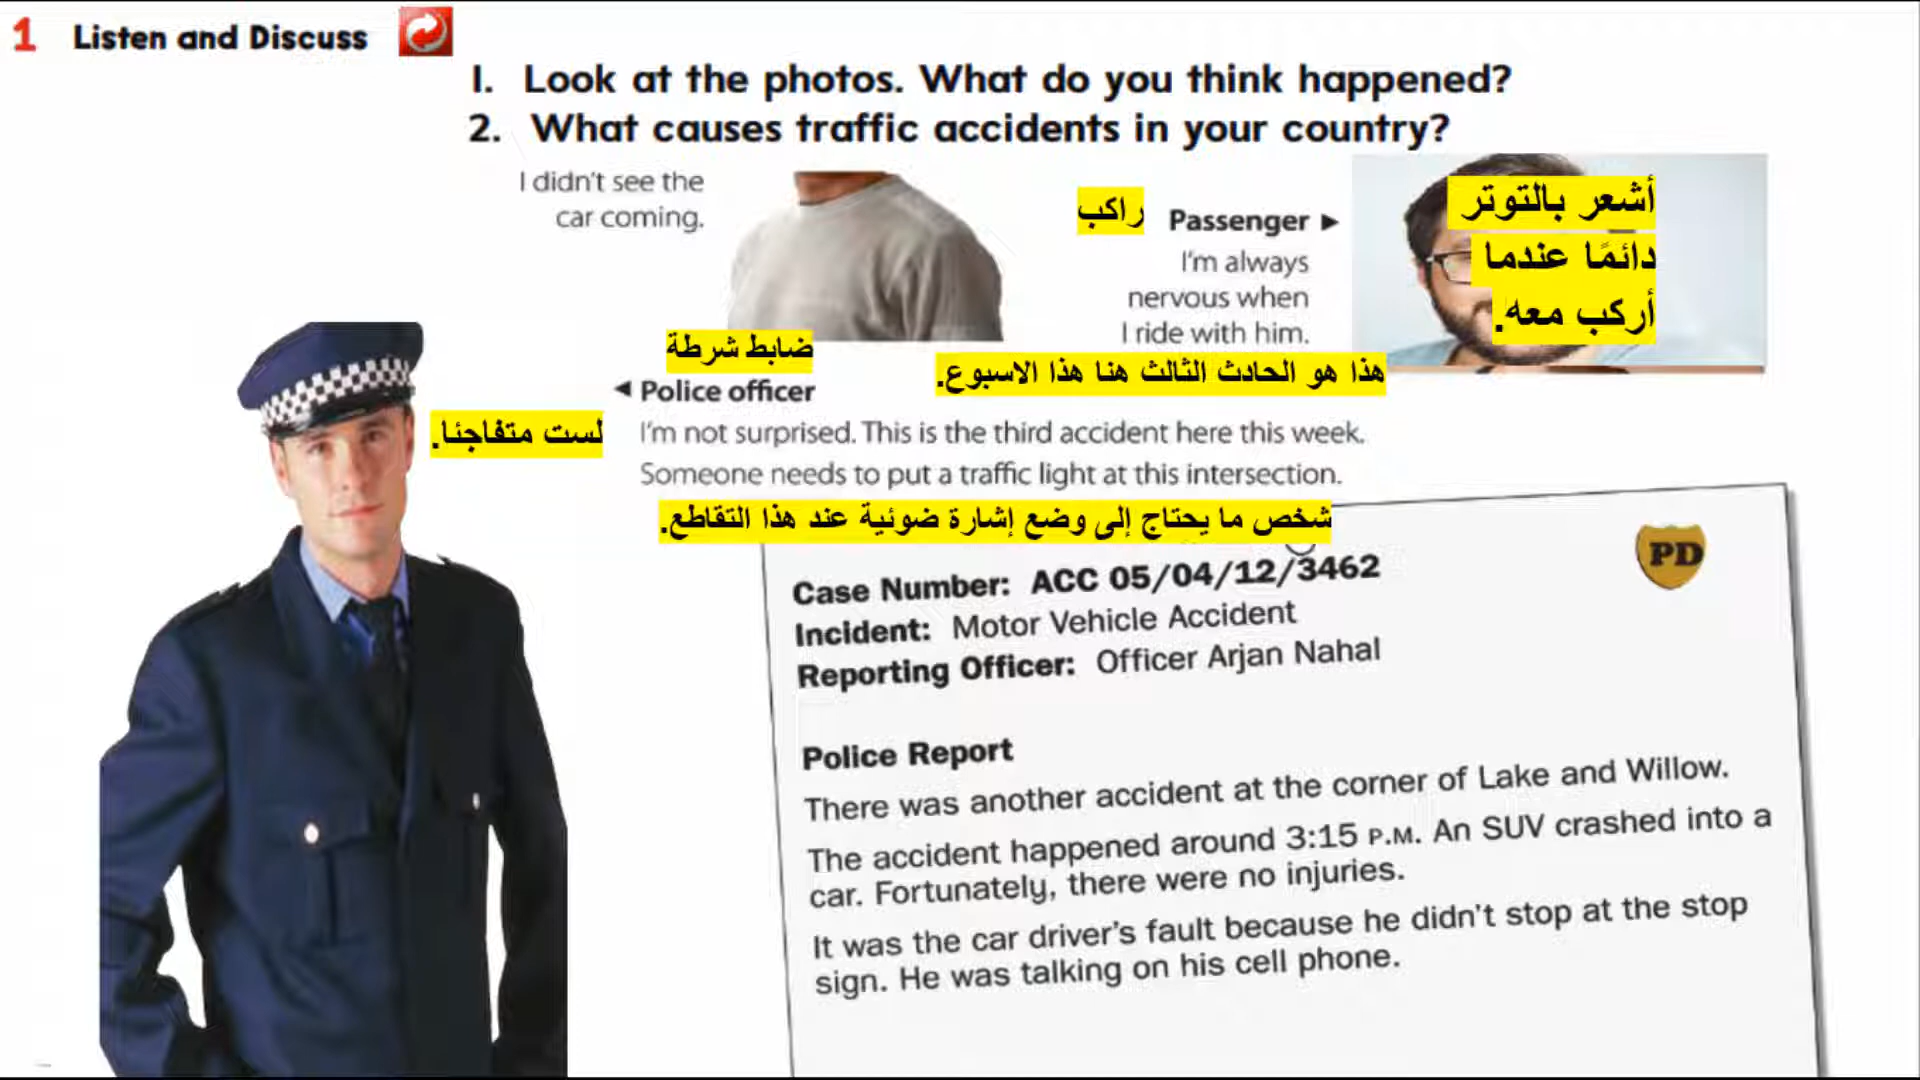 1 Listen and Discuss
1. Look at the photos. What do you think happened?
2. What causes traffic accidents in your country?
I didn't see the
car coming.
راكب
Passenger ►
I'm always
nervous when
I ride with him.
أشعر بالتوتر
دائمًا عندما
أركب معه.
ضابط شرطة
◄ Police officer
هذا هو الحادث الثالث هنا هذا الاسبوع.
لست متفاجئا.
I'm not surprised. This is the third accident here this week.
Someone needs to put a traffic light at this intersection.
شخص ما يحتاج إلى وضع إشارة ضوئية عند هذا التقاطع.
PD
Case Number: ACC 05/04/12/3462
Incident: Motor Vehicle Accident
Reporting Officer: Officer Arjan Nahal
Police Report
There was another accident at the corner of Lake and Willow.
The accident happened around 3:15 P.M. An SUV crashed into a
car. Fortunately, there were no injuries.
It was the car driver's fault because he didn't stop at the stop
sign. He was talking on his cell phone.